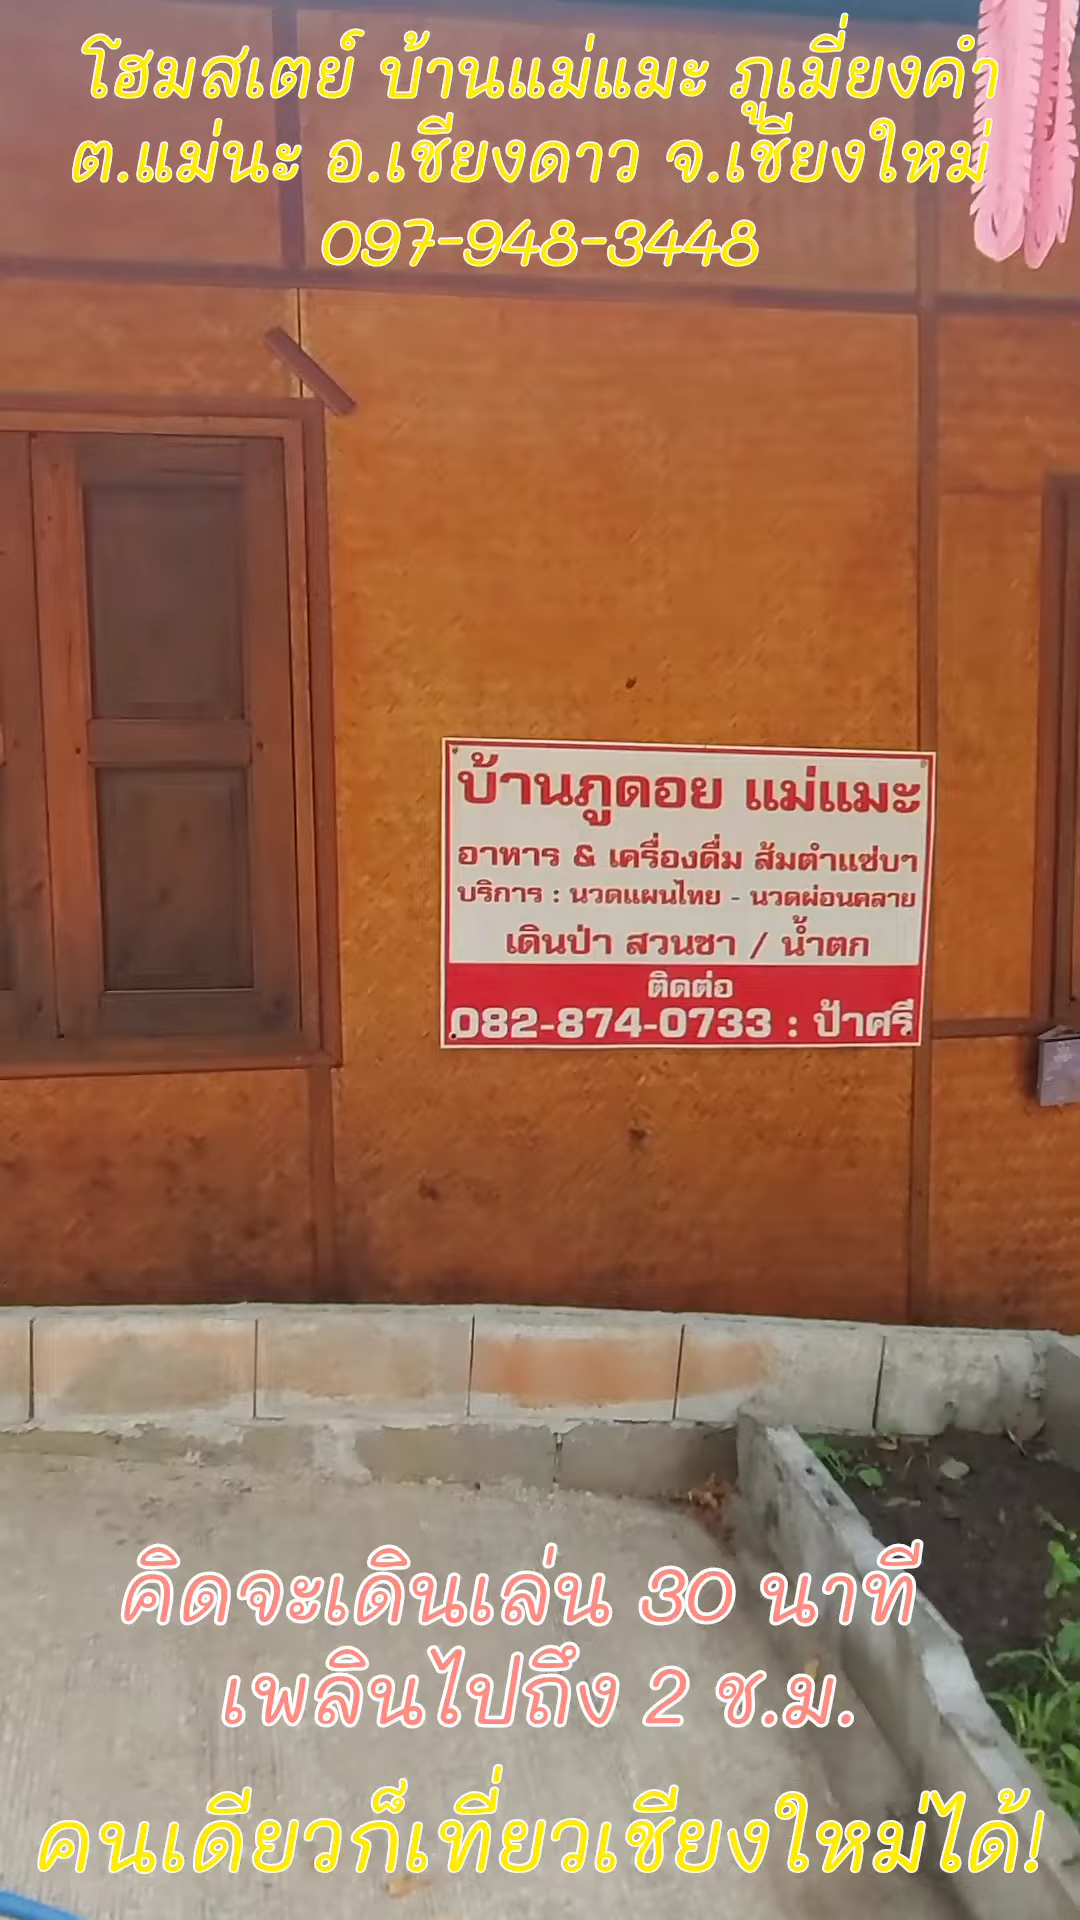 โฮมสเตย์ บ้านแม่แมะ ภูเมี่ยงคำ
ต.แม่นะ อ.เชียงดาว จ.เชียงใหม่
097-948-3448
บ้านภูดอย แม่แมะ
อาหาร & เครื่องดื่ม ส้มตำแซ่บๆ
บริการ : นวดแผนไทย - นวดผ่อนคลาย
เดินป่า สวนชา / น้ำตก
ติดต่อ
082-874-0733 : ป้าศรี
คิดจะเดินเล่น 30 นาที
เพลินไปถึง 2 ช.ม.
คนเดียวก็เที่ยวเชียงใหม่ได้!